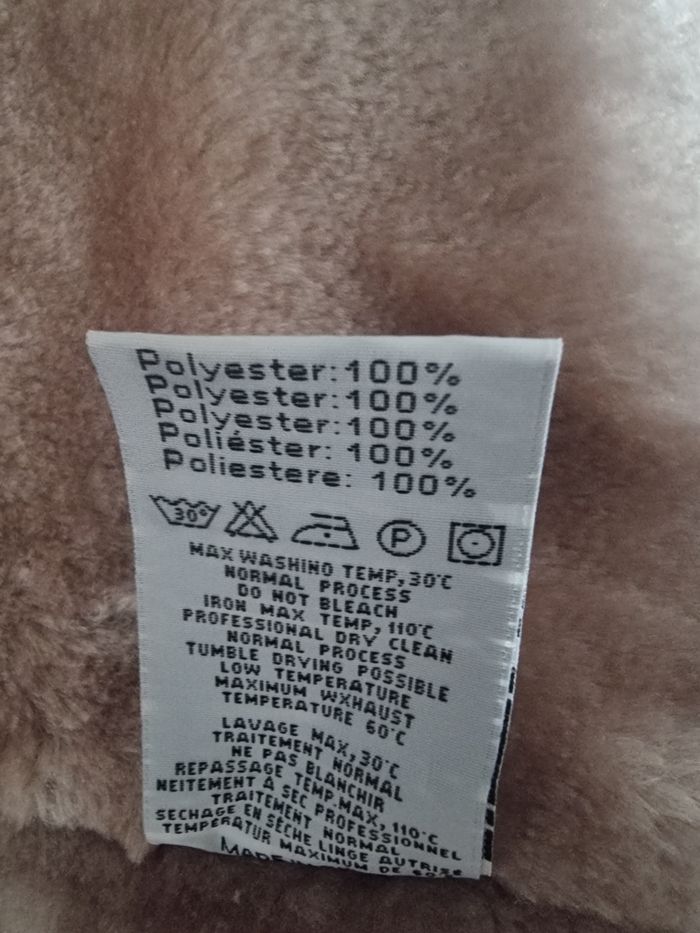 Polyester:100%
Polyester:100%
Polyester:100%
Poliéster: 100%
Poliestere: 100%
30° P
MAX WASHINO TEMP,30°C
NORMAL PROCESS
DO NOT BLEACH
IRON MAX TEMP, 110°C
PROFESSIONAL DRY CLEAN
NORMAL PROCESS
TUMBLE DRYING POSSIBLE
LOW TEMPERATURE
MAXIMUM WXHAUST
TEMPERATURE 60°C
LAVAGE MAX,30°C
TRAITEMENT NORMAL
NE PAS BLANCHIR
REPASSAGE TEMP.MAX,110°C
NEITEMENT A SEC PROFESSIONNEL
TRAITEMENT NORMAL
SECHAGE EN SECHE LINGE AUTRISE
TEMPERATUR MAXIMUM DE
MADE